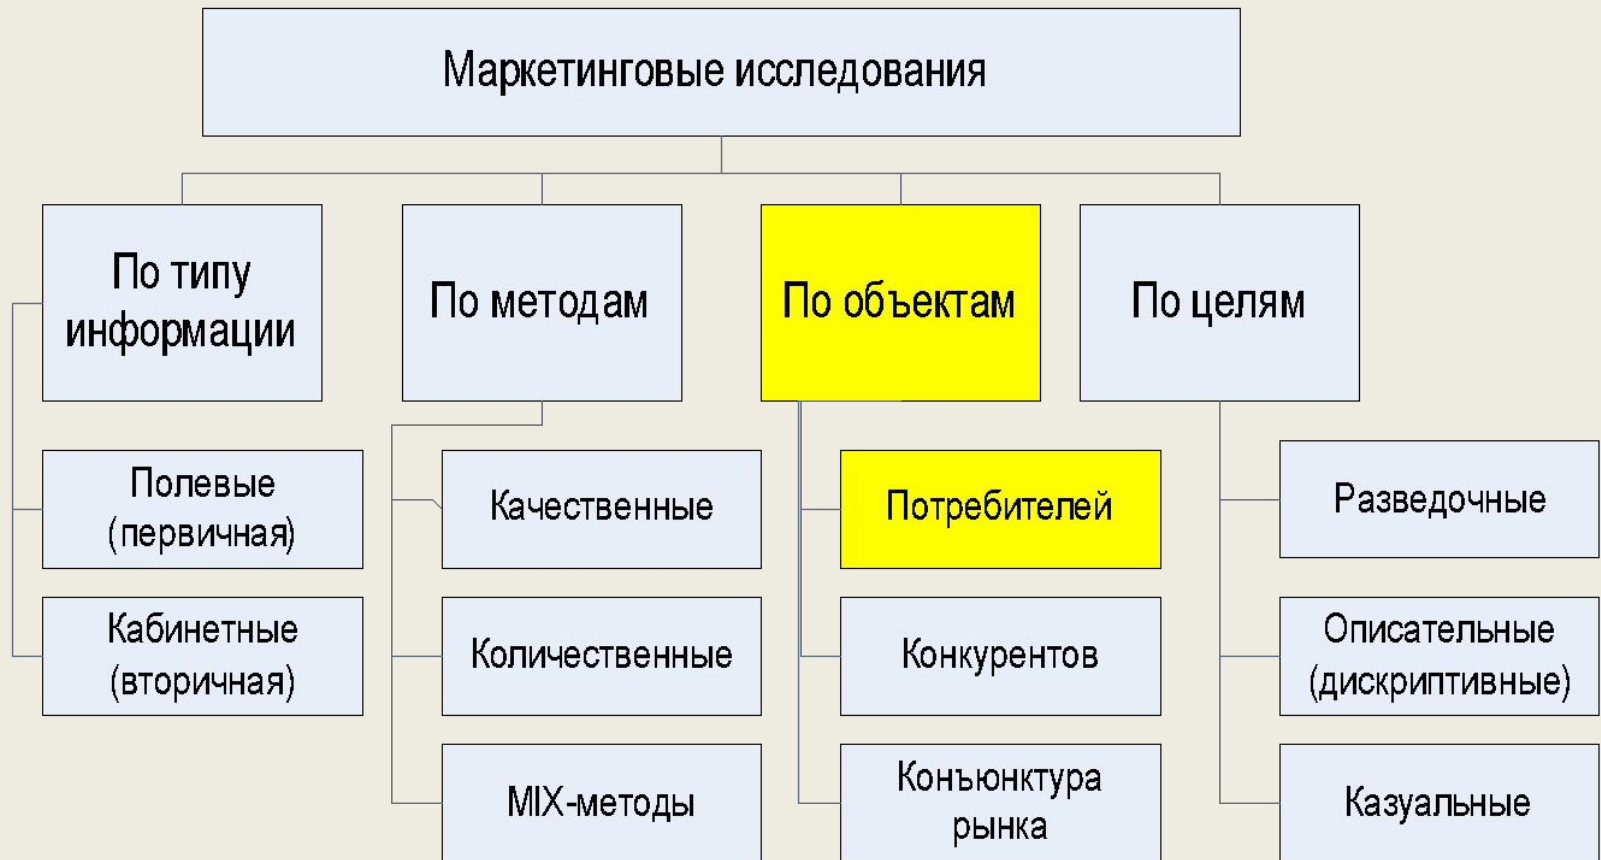 Маркетинговые исследования
По типу
информации
По методам
По объектам
По целям
Полевые
(первичная)
Качественные
Потребителей
Разведочные
Кабинетные
(вторичная)
Количественные
Конкурентов
Описательные
(дискриптивные)
MIX-методы
Конъюнктура
рынка
Казуальные